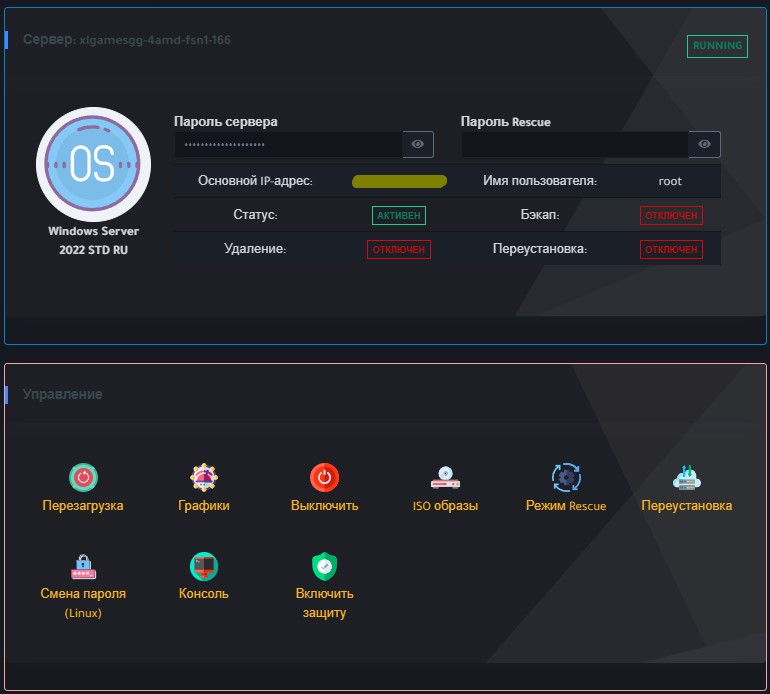 Сервер: xlgamesgg-4amd-fsn1-166
RUNNING
OS
Windows Server
2022 STD RU
Пароль сервера
Пароль Rescue
••••••••••••••••••••
Основной IP-адрес:
Имя пользователя: root
Статус: АКТИВЕН
Бэкап: ОТКЛЮЧЕН
Удаление: ОТКЛЮЧЕН
Переустановка: ОТКЛЮЧЕН
Управление
Перезагрузка
Графики
Выключить
ISO образы
Режим Rescue
Переустановка
Смена пароля
(Linux)
Консоль
Включить
защиту